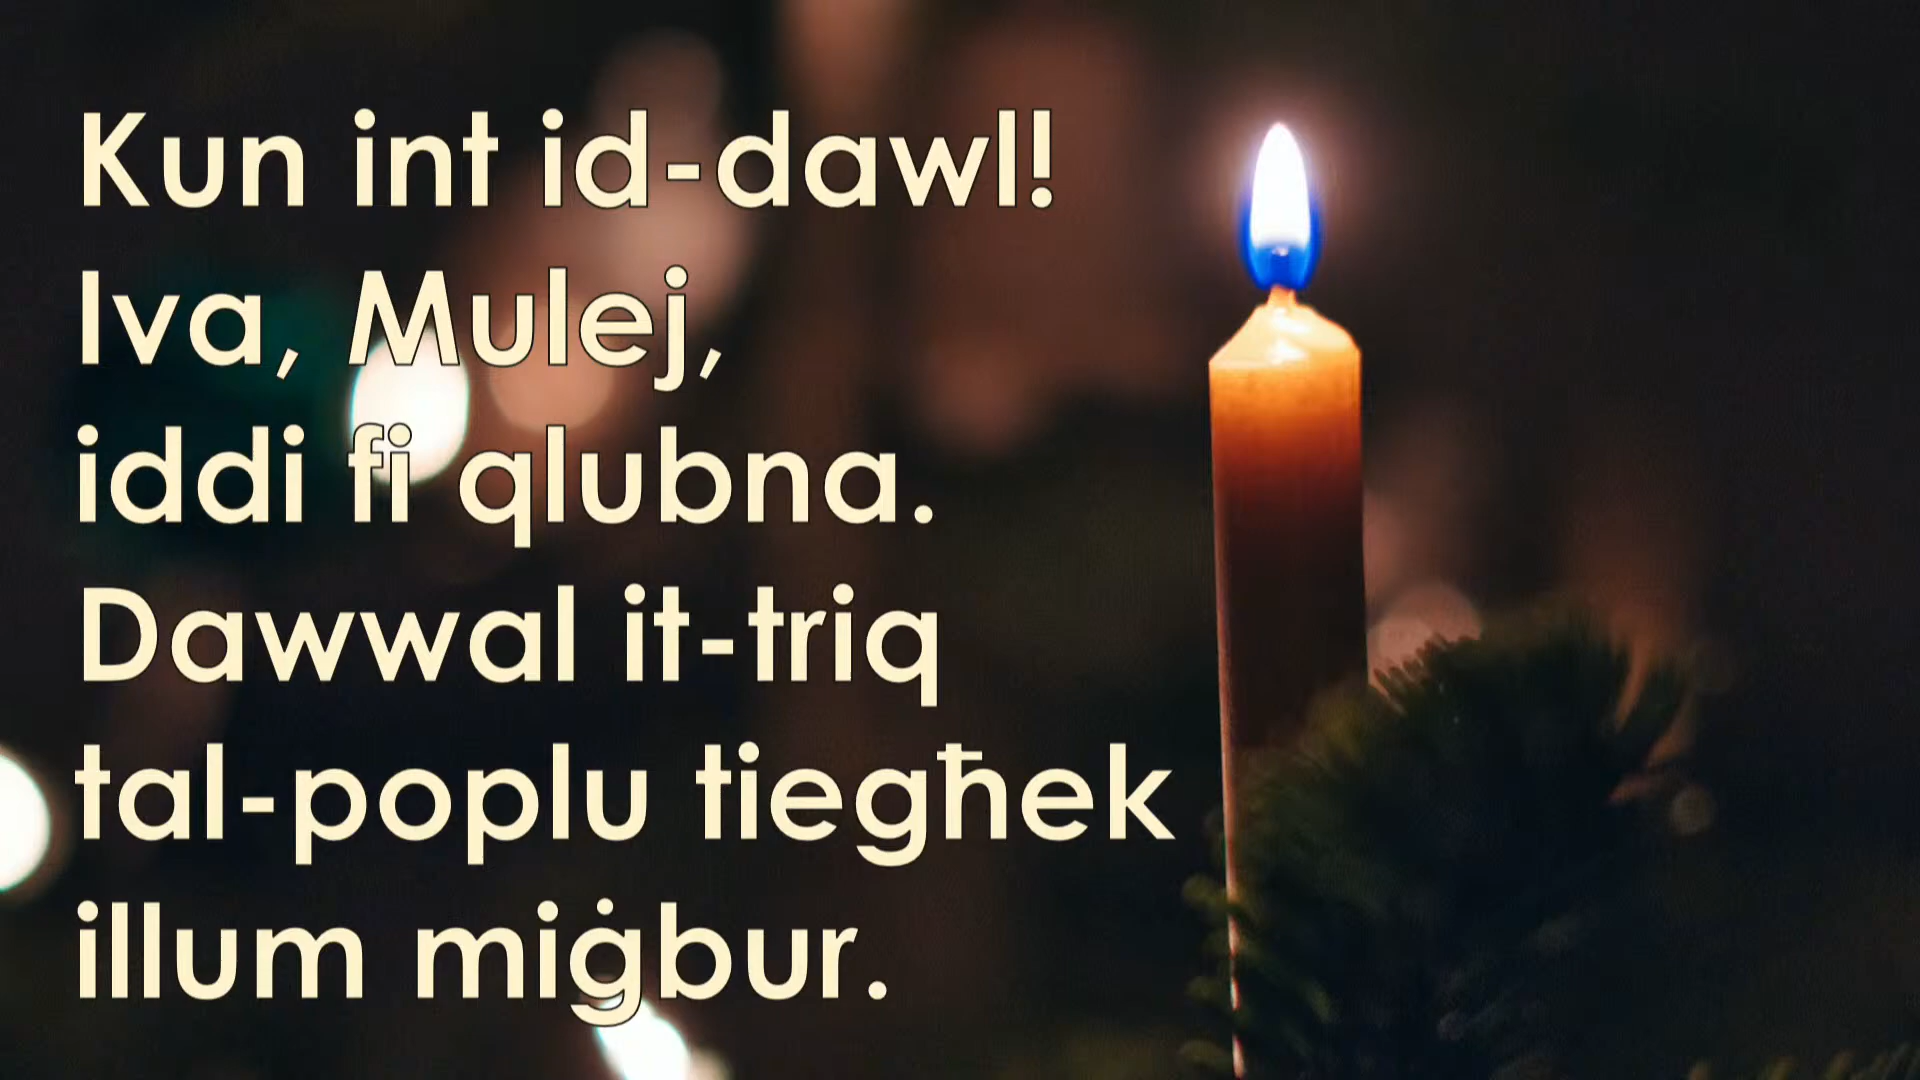 Kun int id-dawl!
Iva, Mulej,
iddi fi qlubna.
Dawwal it-triq
tal-poplu tiegħek
illum miġbur.